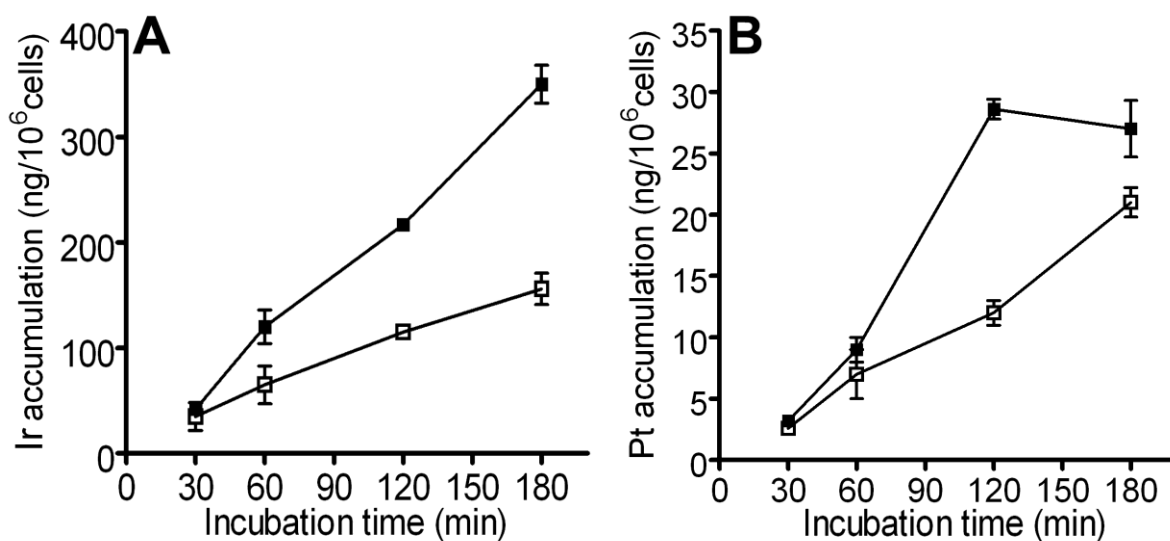 A
Ir accumulation (ng/10⁶cells)
400
300
200
100
0
0 30 60 90 120 150 180
Incubation time (min)
B
Pt accumulation (ng/10⁶cells)
35
30
25
20
15
10
5
0
0 30 60 90 120 150 180
Incubation time (min)